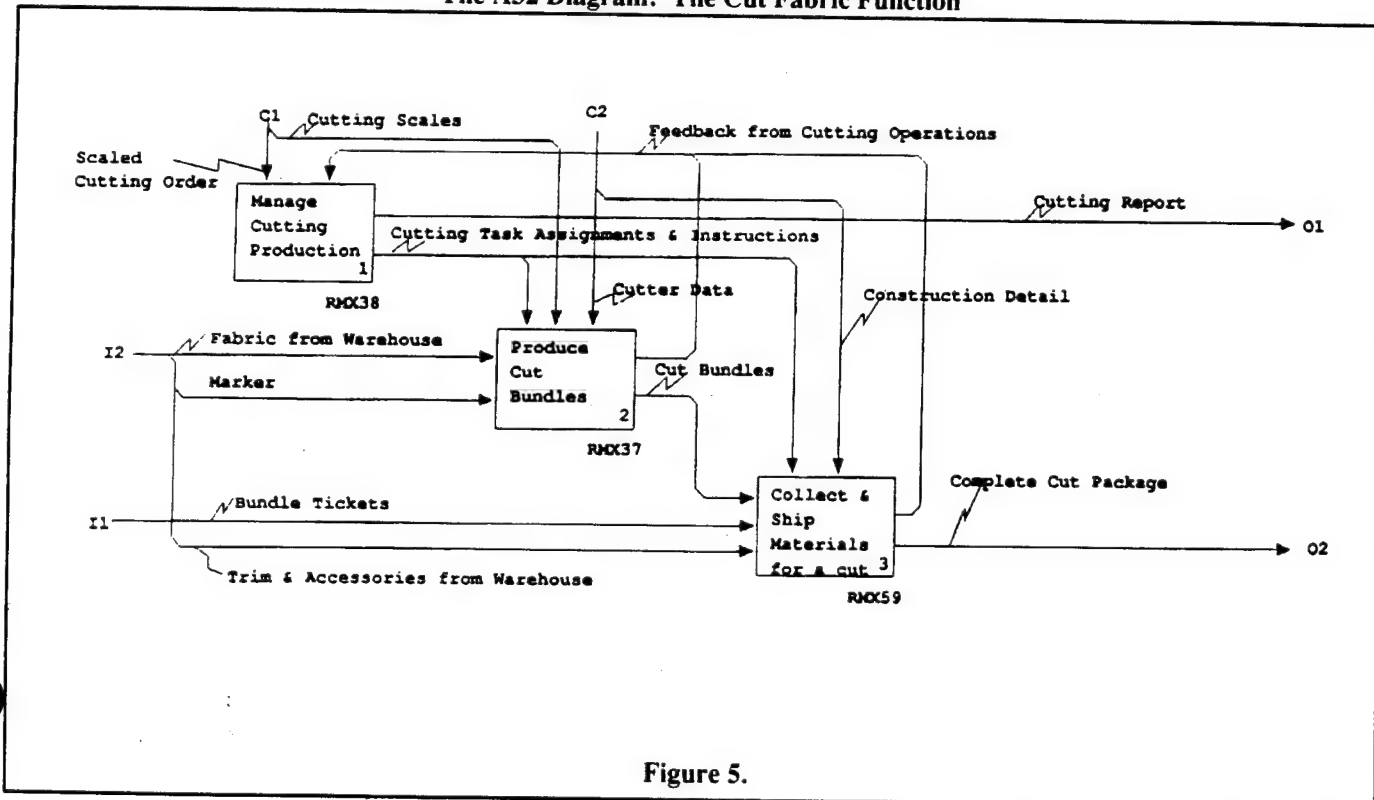 The A52 Diagram: The Cut Fabric Function
C1
Cutting Scales
C2
Feedback from Cutting Operations
Scaled
Cutting Order
Manage
Cutting
Production
1
RMX38
Cutting Report
O1
Cutting Task Assignments & Instructions
Cutter Data
Construction Detail
I2
Fabric from Warehouse
Marker
Produce
Cut
Bundles
2
RMX37
Cut Bundles
I1
Bundle Tickets
Collect &
Ship
Materials
for a cut
3
RMX59
Complete Cut Package
O2
Trim & Accessories from Warehouse
Figure 5.